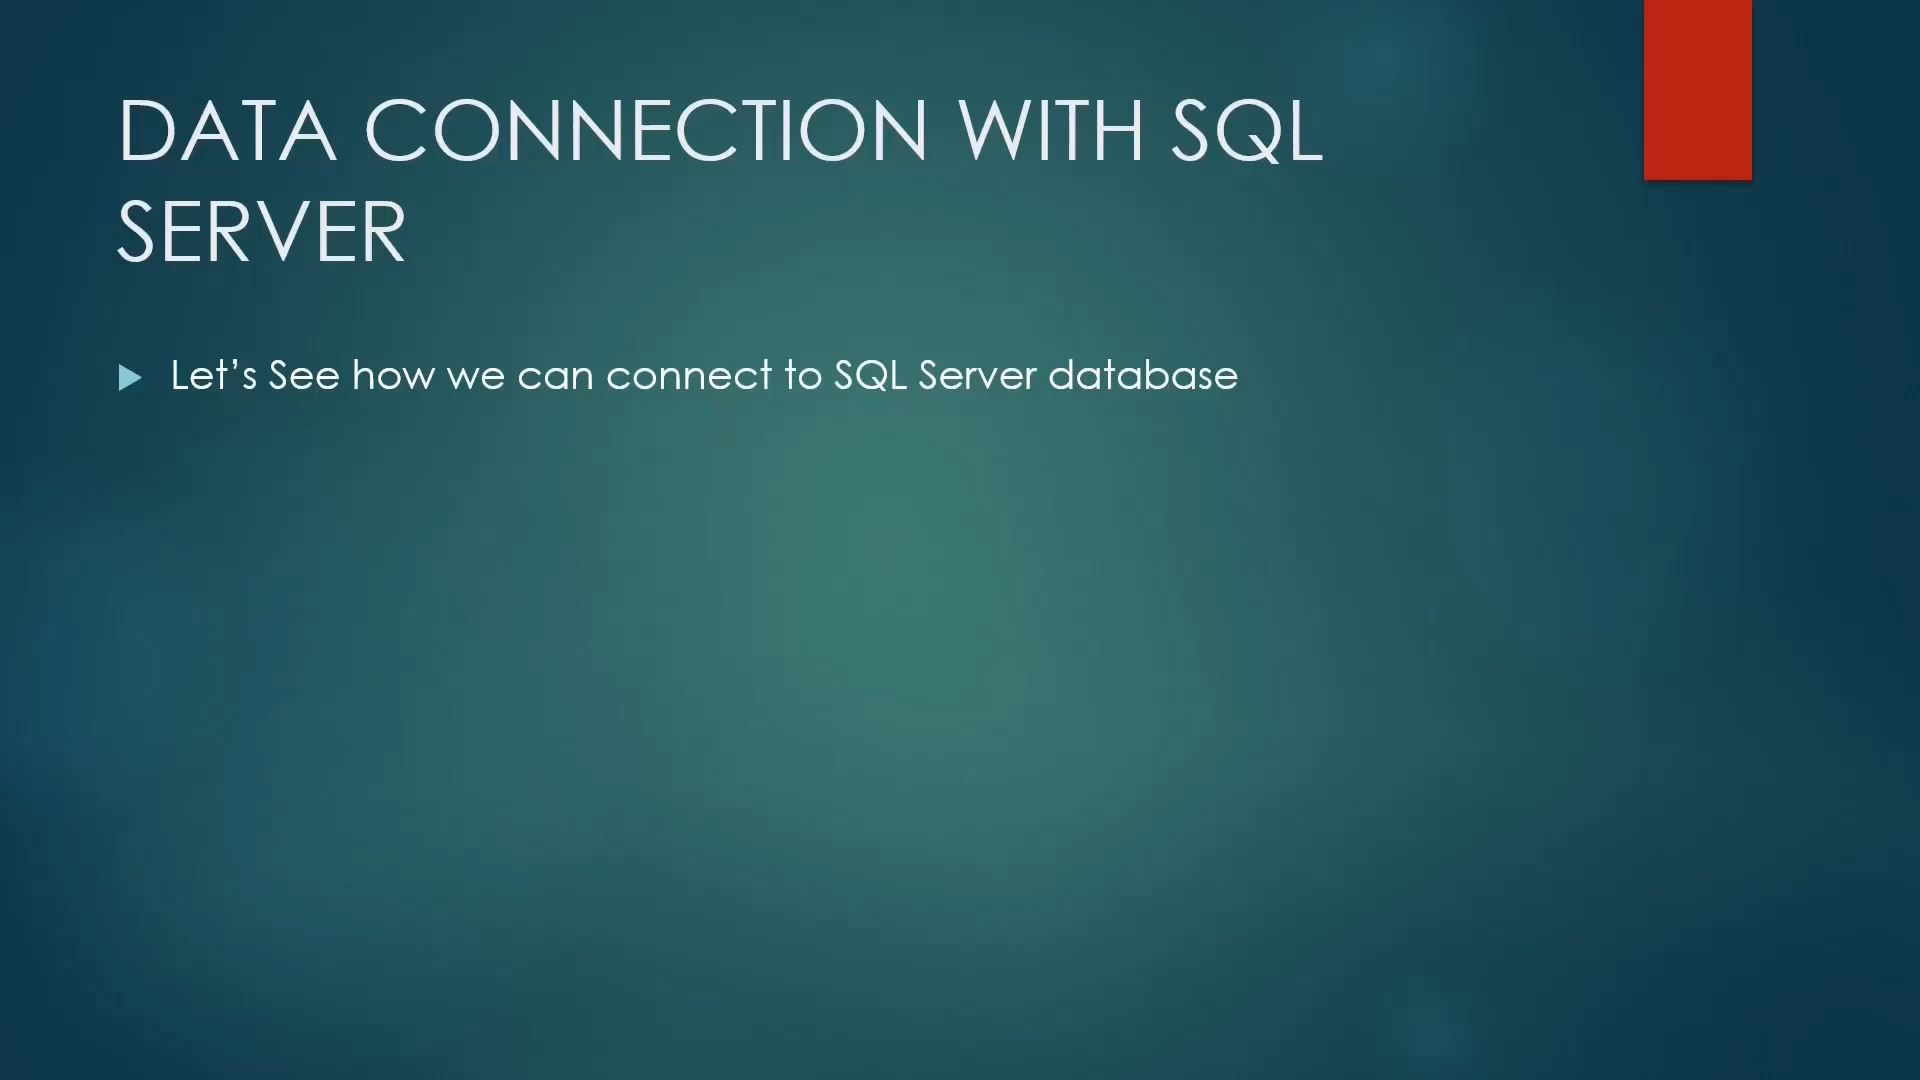 DATA CONNECTION WITH SQL
SERVER
Let’s See how we can connect to SQL Server database